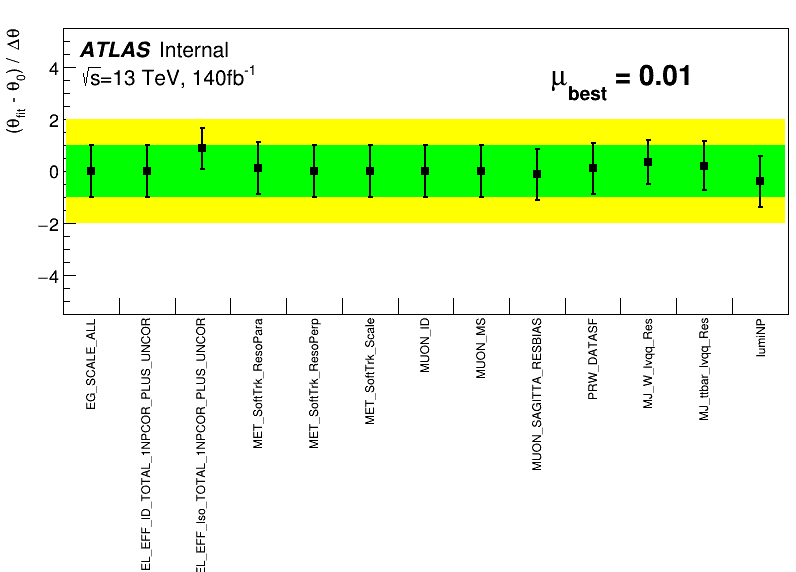 ATLAS Internal
√s=13 TeV, 140fb⁻¹
μbest = 0.01
(θfit - θ0) / Δθ
4
2
0
−2
−4
EG_SCALE_ALL
EL_EFF_ID_TOTAL_1NPCOR_PLUS_UNCOR
EL_EFF_Iso_TOTAL_1NPCOR_PLUS_UNCOR
MET_SoftTrk_ResoPara
MET_SoftTrk_ResoPerp
MET_SoftTrk_Scale
MUON_ID
MUON_MS
MUON_SAGITTA_RESBIAS
PRW_DATASF
MJ_W_lvqq_Res
MJ_ttbar_lvqq_Res
lumiNP